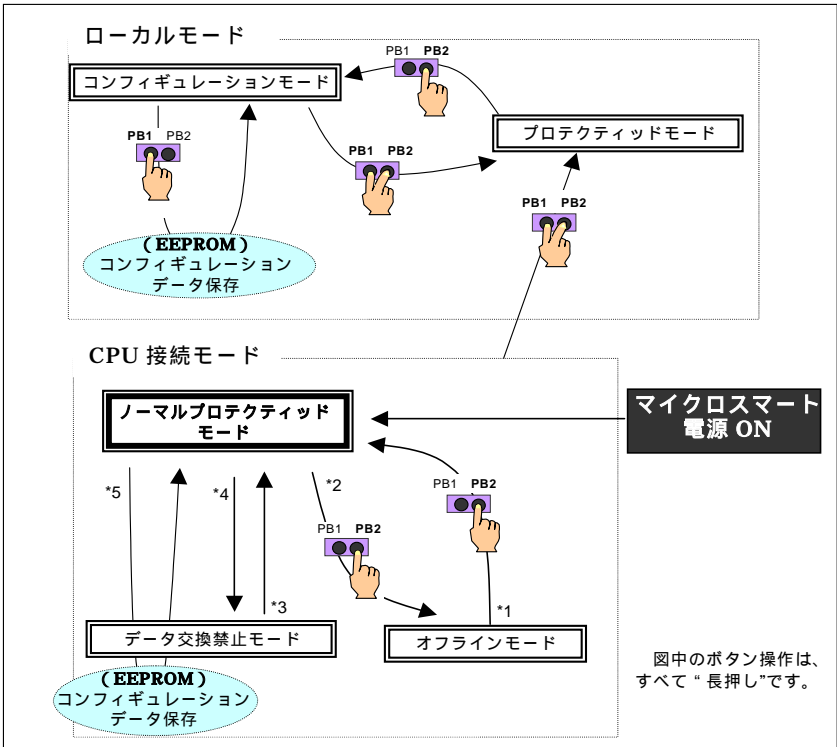 ローカルモード
PB1 PB2
コンフィギュレーションモード
プロテクティッドモード
PB1 PB2
PB1 PB2
PB1 PB2
（EEPROM）
コンフィギュレーション
データ保存
CPU 接続モード
ノーマルプロテクティッド
モード
マイクロスマート
電源 ON
*5
*4
*2
PB1 PB2
PB1 PB2
*3
*1
データ交換禁止モード
オフラインモード
（EEPROM）
コンフィギュレーション
データ保存
図中のボタン操作は、
すべて “ 長押し”です。